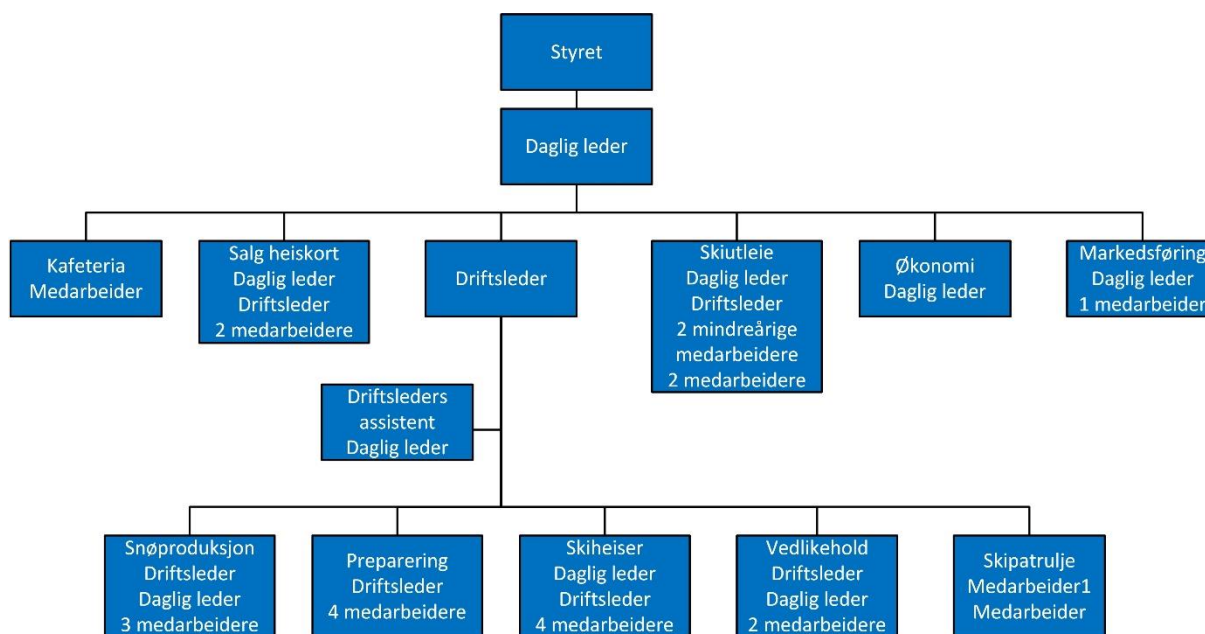 Styret
Daglig leder
Kafeteria
Medarbeider
Salg heiskort
Daglig leder
Driftsleder
2 medarbeidere
Driftsleder
Skiutleie
Daglig leder
Driftsleder
2 mindreårige
medarbeidere
2 medarbeidere
Økonomi
Daglig leder
Markedsføring
Daglig leder
1 medarbeider
Driftsleders
assistent
Daglig leder
Snøproduksjon
Driftsleder
Daglig leder
3 medarbeidere
Preparering
Driftsleder
4 medarbeidere
Skiheiser
Daglig leder
Driftsleder
4 medarbeidere
Vedlikehold
Driftsleder
Daglig leder
2 medarbeidere
Skipatrulje
Medarbeider1
Medarbeider